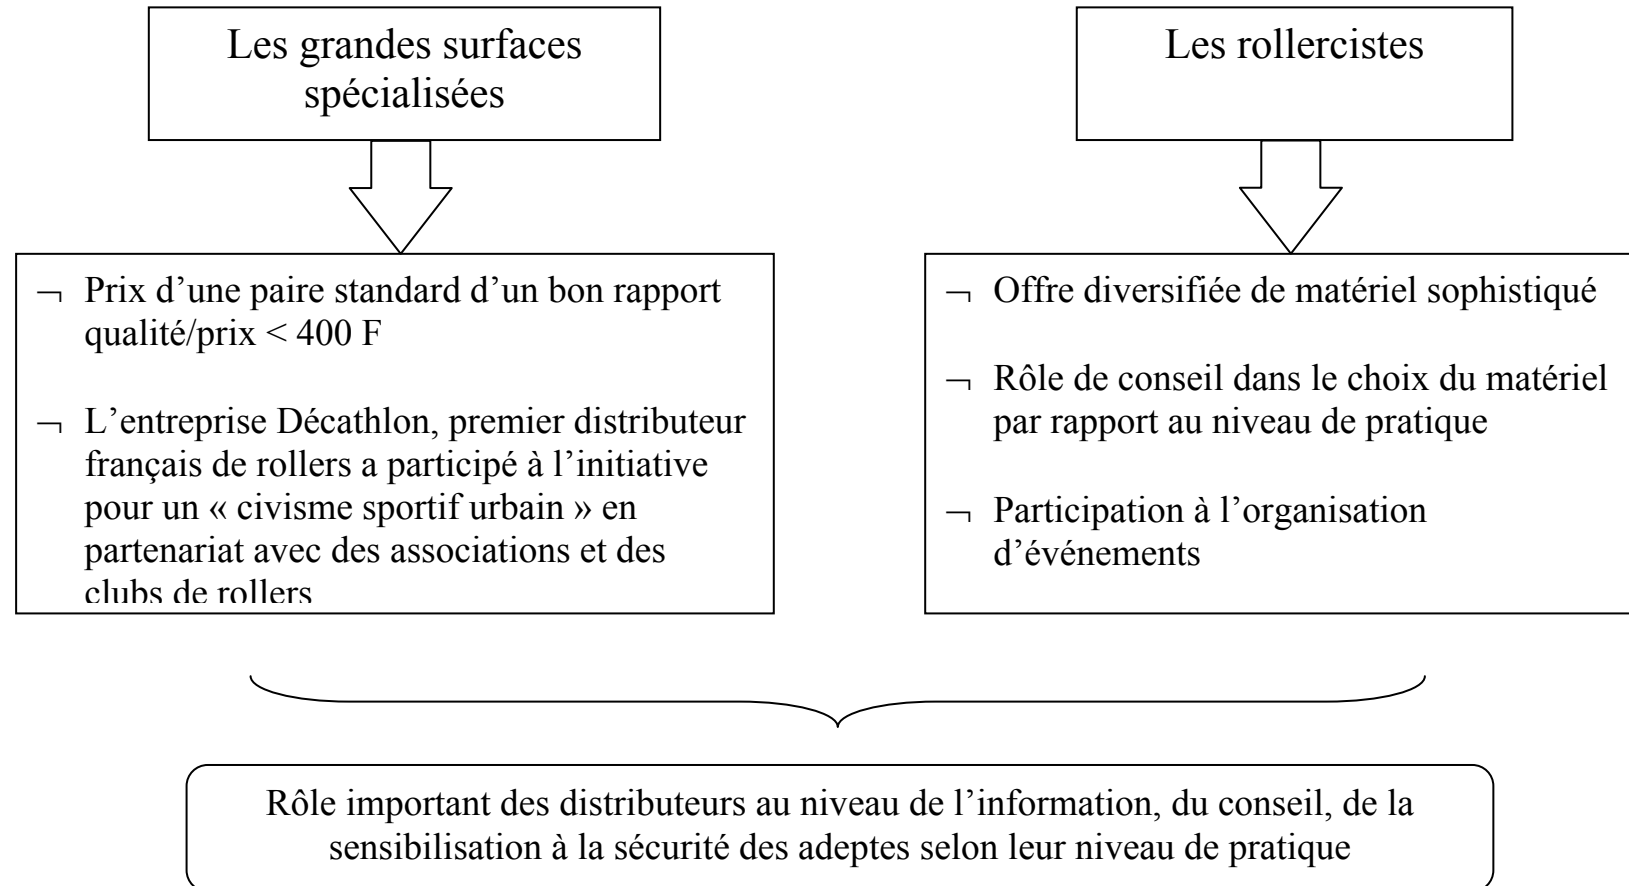 Les grandes surfaces
spécialisées
Les rollercistes
¬ Prix d’une paire standard d’un bon rapport
qualité/prix < 400 F
¬ L’entreprise Décathlon, premier distributeur
français de rollers a participé à l’initiative
pour un « civisme sportif urbain » en
partenariat avec des associations et des
clubs de rollers
¬ Offre diversifiée de matériel sophistiqué
¬ Rôle de conseil dans le choix du matériel
par rapport au niveau de pratique
¬ Participation à l’organisation
d’événements
Rôle important des distributeurs au niveau de l’information, du conseil, de la
sensibilisation à la sécurité des adeptes selon leur niveau de pratique